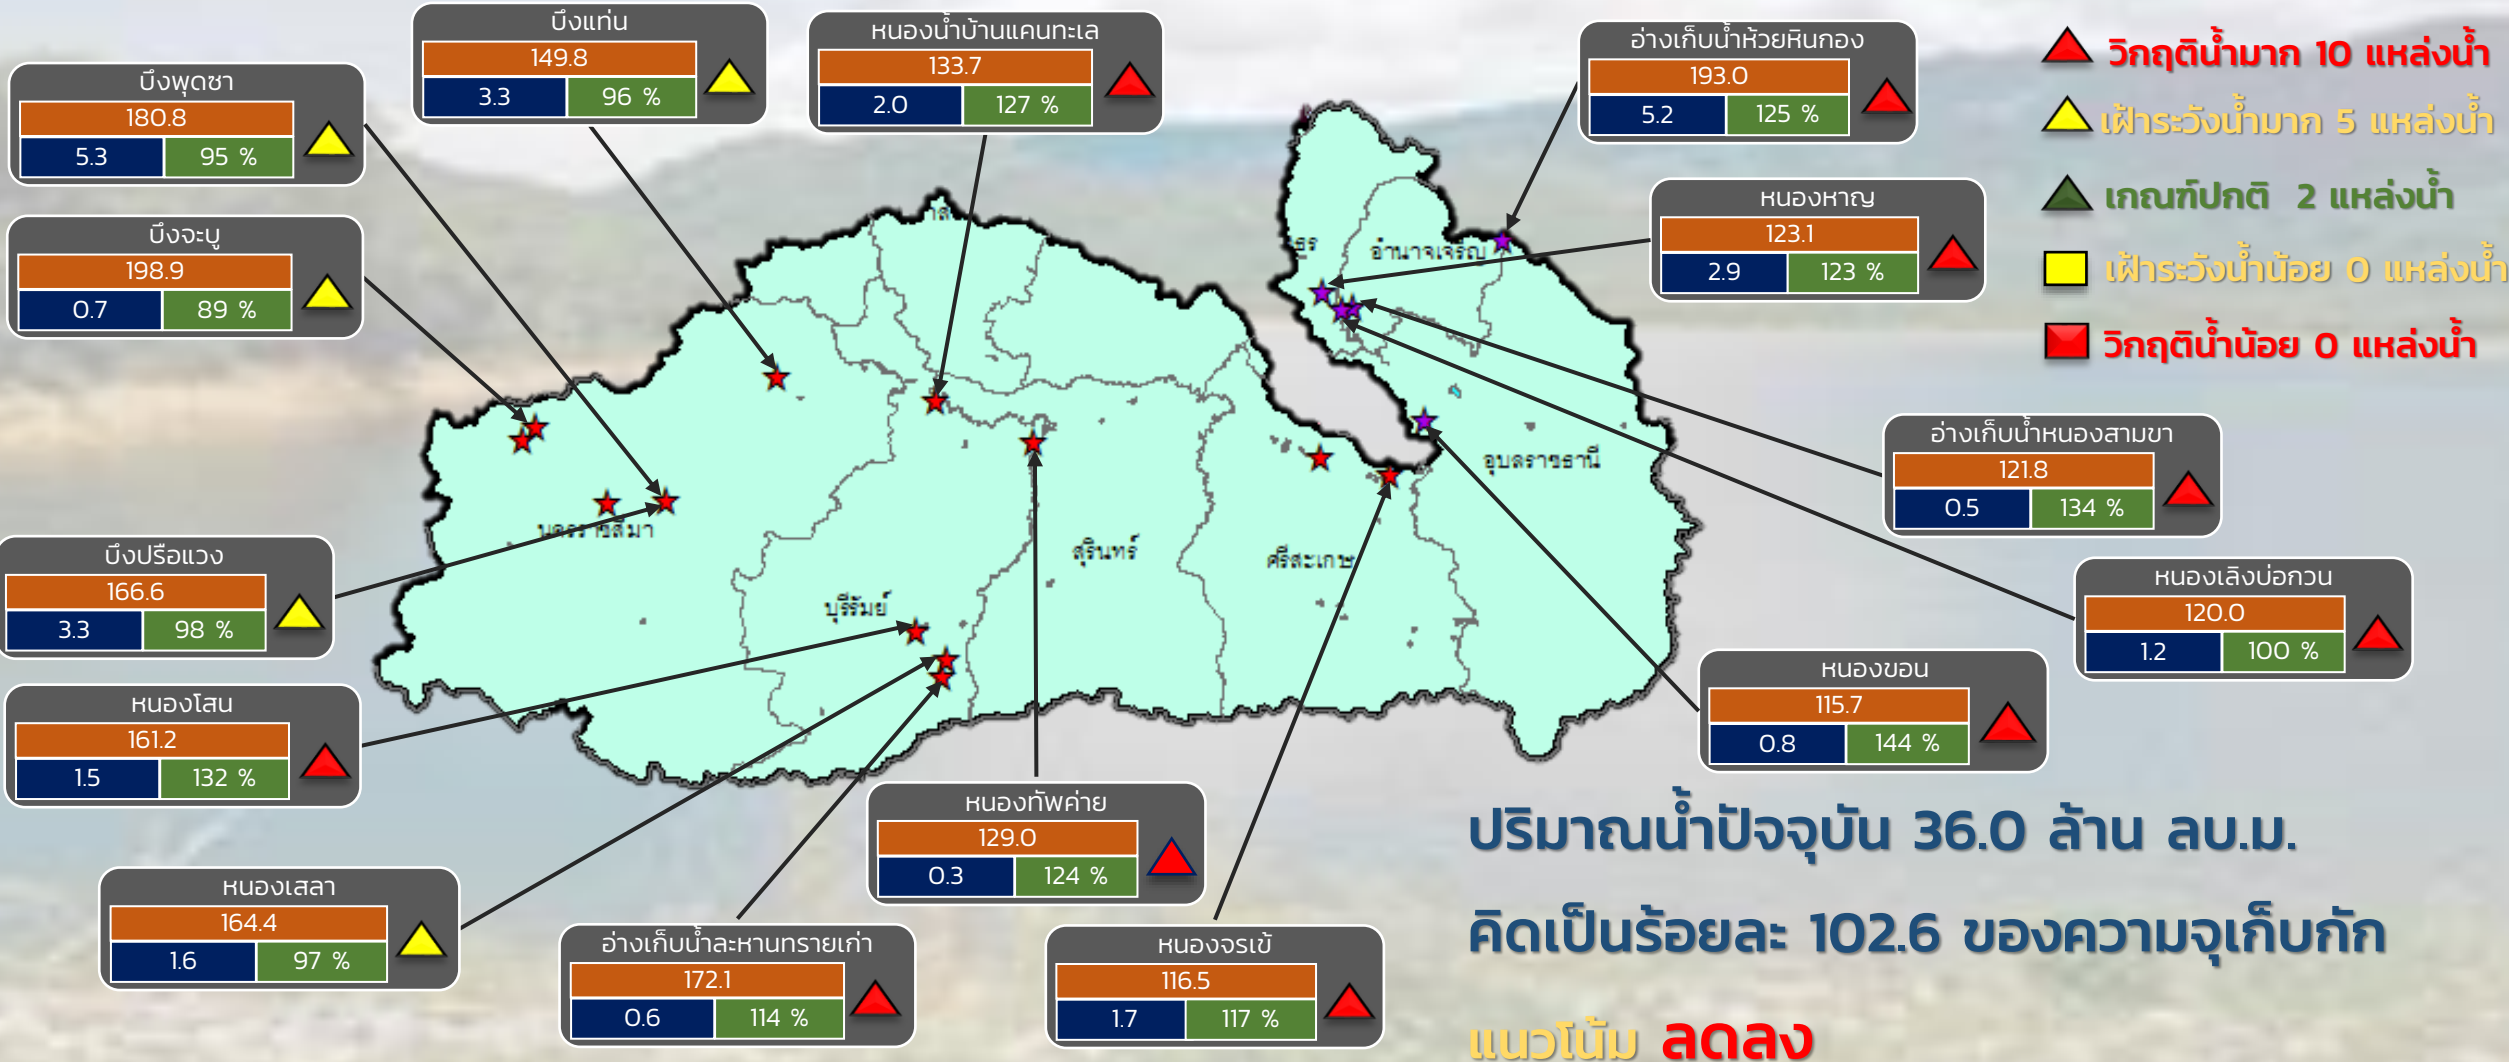 บึงแท่น
149.8
3.3 96 %
หนองน้ำบ้านแคนทะเล
133.7
2.0 127 %
อ่างเก็บน้ำห้วยหินกอง
193.0
5.2 125 %
วิกฤติน้ำมาก 10 แหล่งน้ำ
เฝ้าระวังน้ำมาก 5 แหล่งน้ำ
เกณฑ์ปกติ 2 แหล่งน้ำ
เฝ้าระวังน้ำน้อย 0 แหล่งน้ำ
วิกฤติน้ำน้อย 0 แหล่งน้ำ
บึงพุดซา
180.8
5.3 95 %
บึงจะบู
198.9
0.7 89 %
หนองหาญ
123.1
2.9 123 %
อำนาจเจริญ
อ่างเก็บน้ำหนองสามขา
121.8
0.5 134 %
อุบลราชธานี
นครราชสีมา
สุรินทร์
ศรีสะเกษ
บุรีรัมย์
บึงปรือแวง
166.6
3.3 98 %
หนองเลิงบ่อกวน
120.0
1.2 100 %
หนองโสน
161.2
1.5 132 %
หนองขอน
115.7
0.8 144 %
หนองทัพค่าย
129.0
0.3 124 %
หนองเสลา
164.4
1.6 97 %
อ่างเก็บน้ำละหานทรายเก่า
172.1
0.6 114 %
หนองจรเข้
116.5
1.7 117 %
ปริมาณน้ำปัจจุบัน 36.0 ล้าน ลบ.ม.
คิดเป็นร้อยละ 102.6 ของความจุเก็บกัก
แนวโน้ม ลดลง